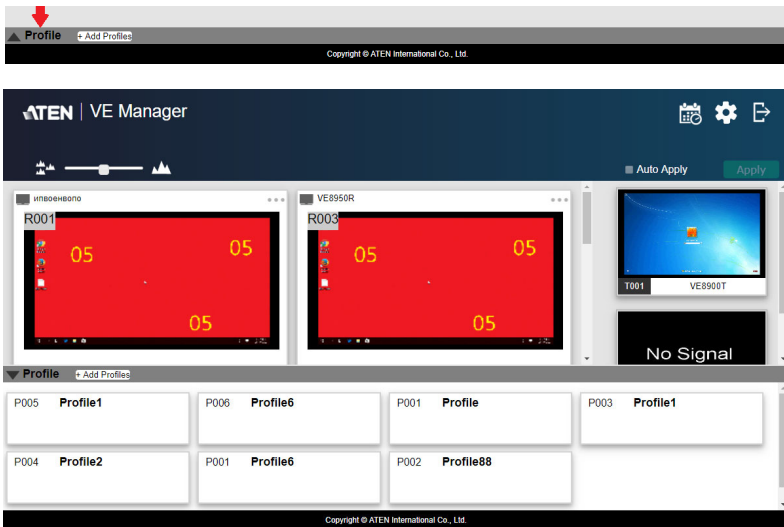 Profile + Add Profiles
Copyright © ATEN International Co., Ltd.
ATEN VE Manager
Auto Apply Apply
ипвоенвопо
VE8950R
R001
R003
05
05
05
05
05
05
T001 VE8900T
No Signal
Profile + Add Profiles
P005 Profile1
P006 Profile6
P001 Profile
P003 Profile1
P004 Profile2
P001 Profile6
P002 Profile88
Copyright © ATEN International Co., Ltd.